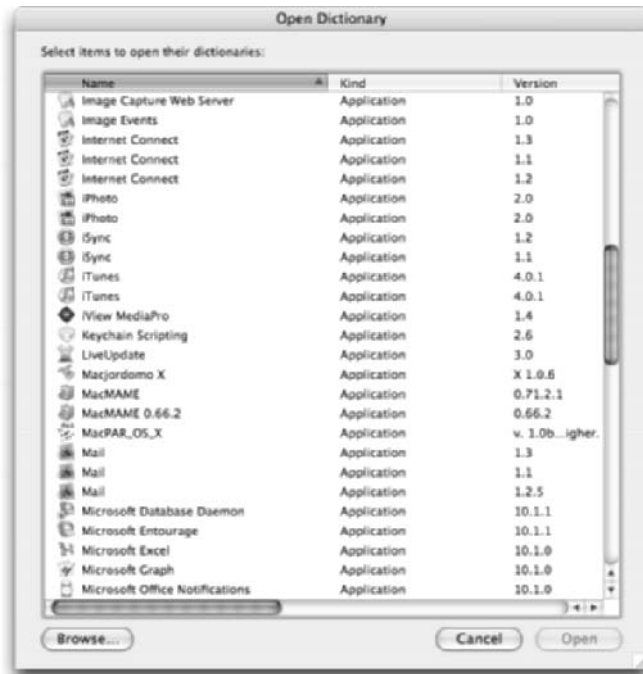 Open Dictionary
Select items to open their dictionaries:
Name Kind Version
Image Capture Web Server Application 1.0
Image Events Application 1.0
Internet Connect Application 1.3
Internet Connect Application 1.1
Internet Connect Application 1.2
iPhoto Application 2.0
iPhoto Application 2.0
iSync Application 1.2
iSync Application 1.1
iTunes Application 4.0.1
iTunes Application 4.0.1
iView MediaPro Application 1.4
Keychain Scripting Application 2.6
LiveUpdate Application 3.0
Macjordomo X Application X 1.0.6
MacMAME Application 0.71.2.1
MacMAME 0.66.2 Application 0.66.2
MacPAR_OS_X Application v. 1.0b...igher.
Mail Application 1.3
Mail Application 1.1
Mail Application 1.2.5
Microsoft Database Daemon Application 10.1.1
Microsoft Entourage Application 10.1.1
Microsoft Excel Application 10.1.0
Microsoft Graph Application 10.1.0
Microsoft Office Notifications Application 10.1.0
Browse... Cancel Open